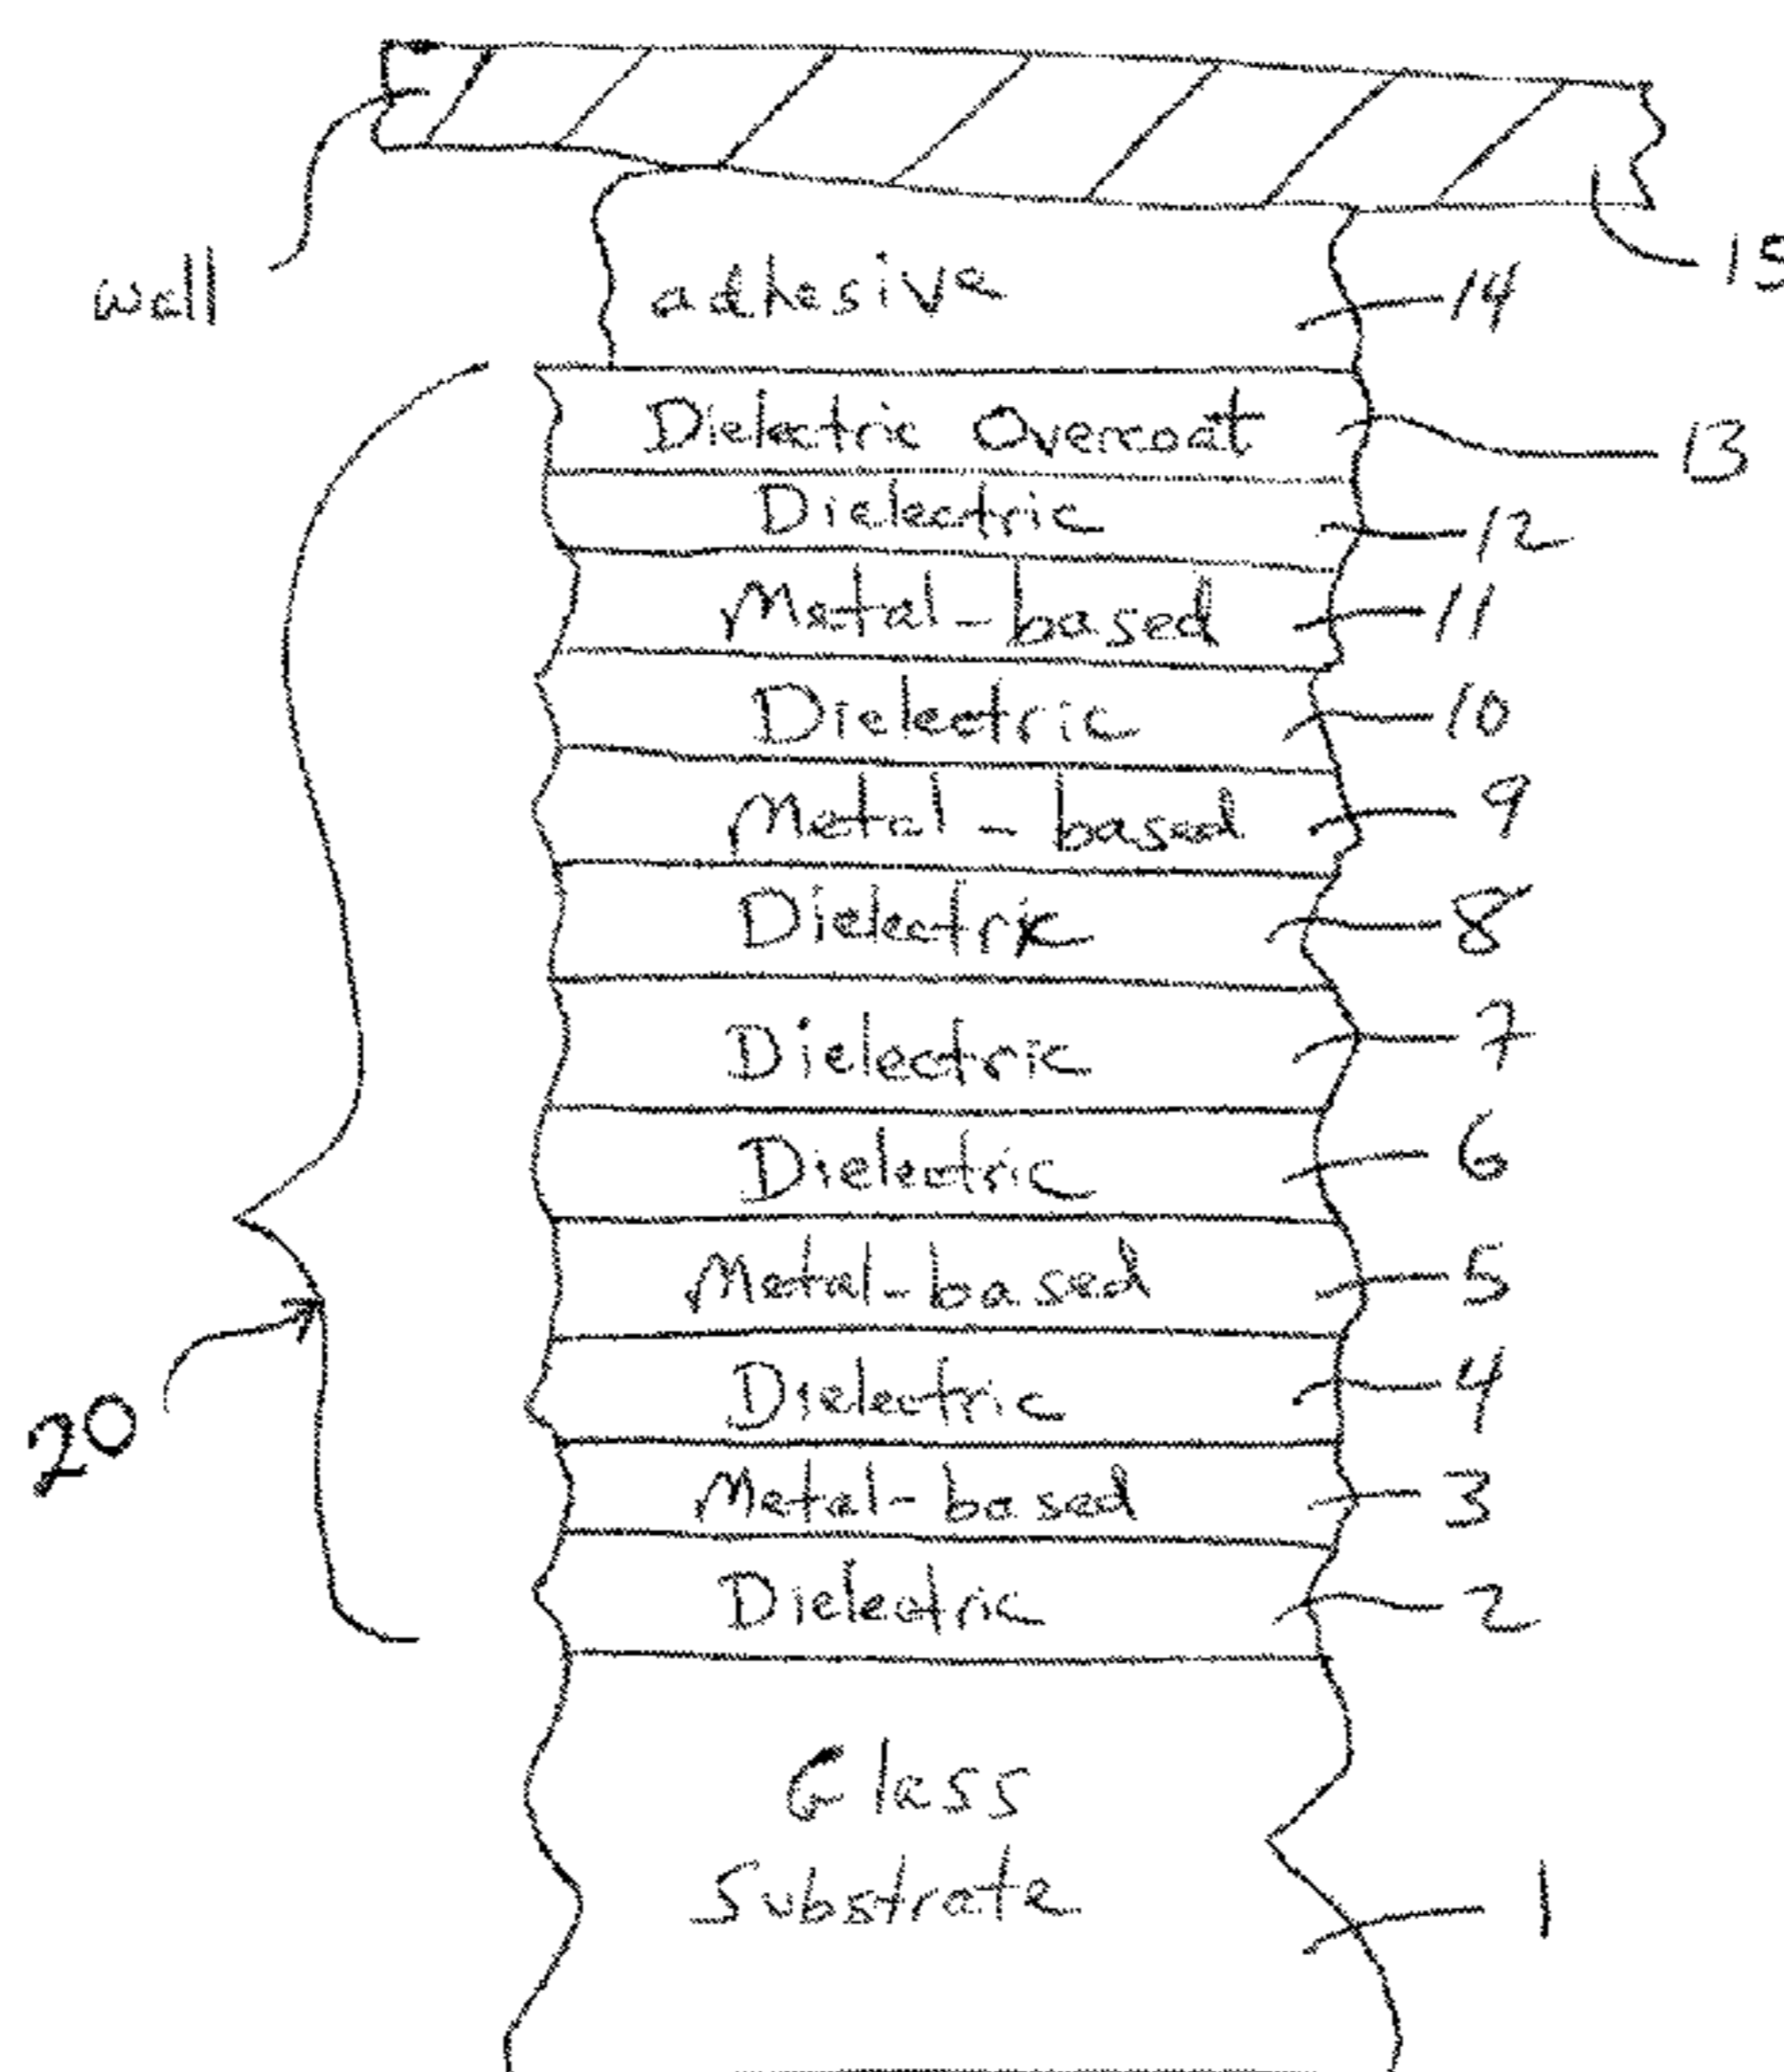 wall
15
adhesive 14
Dielectric Overcoat 13
Dielectric 12
Metal-based 11
Dielectric 10
Metal-based 9
Dielectric 8
Dielectric 7
Dielectric 6
Metal-based 5
Dielectric 4
20
Metal-based 3
Dielectric 2
Glass
Substrate 1